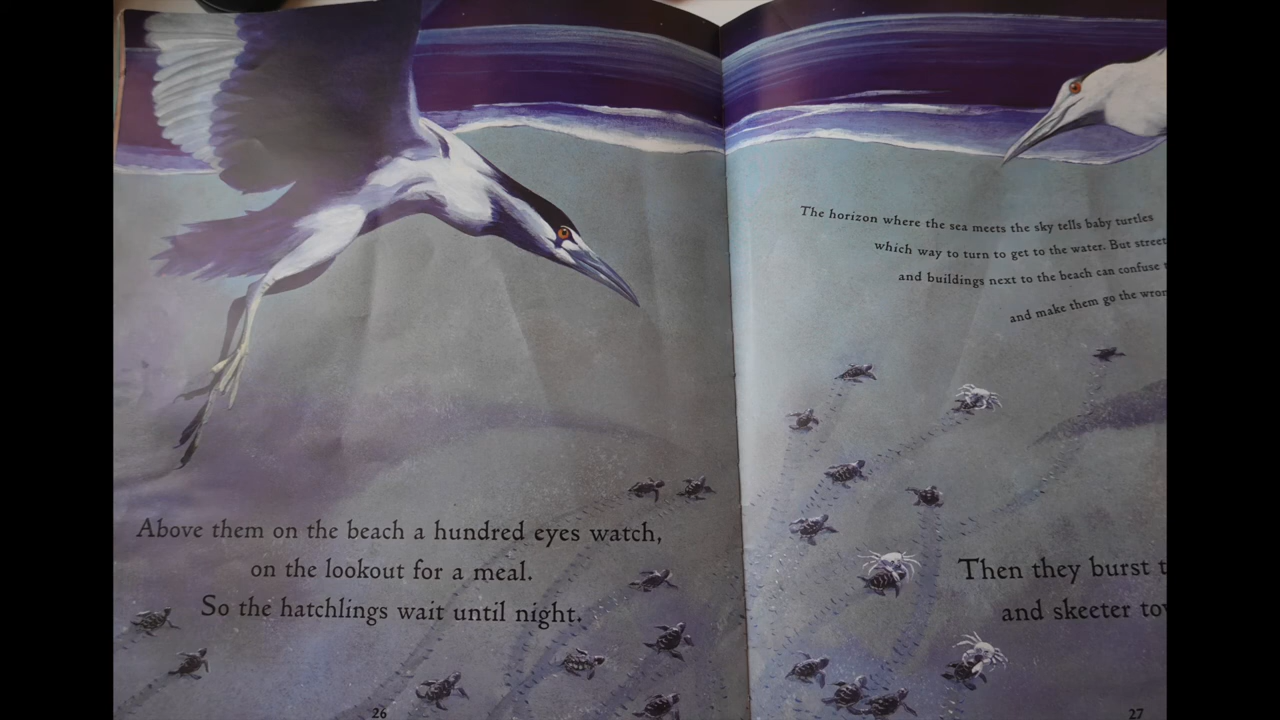 Above them on the beach a hundred eyes watch,
on the lookout for a meal.
So the hatchlings wait until night.
26
The horizon where the sea meets the sky tells baby turtles
which way to turn to get to the water. But street
and buildings next to the beach can confuse
and make them go the wron
Then they burst t
and skeeter tow
27